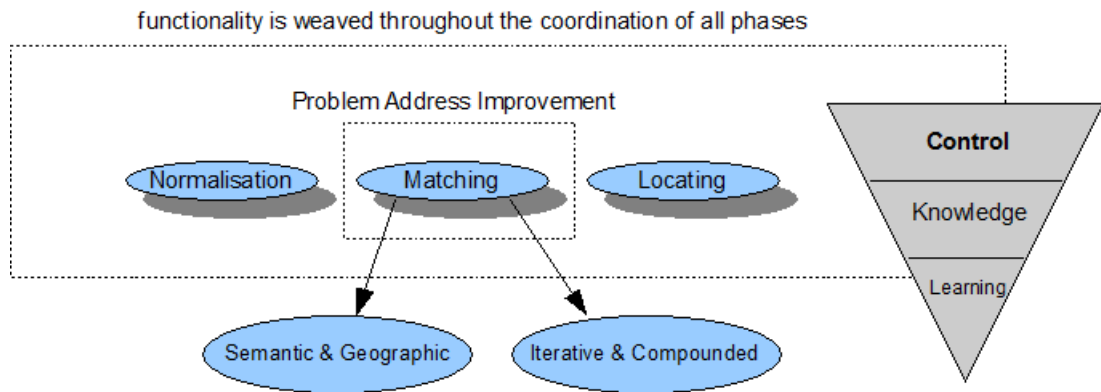 functionality is weaved throughout the coordination of all phases
Problem Address Improvement
Normalisation
Matching
Locating
Control
Knowledge
Learning
Semantic & Geographic
Iterative & Compounded